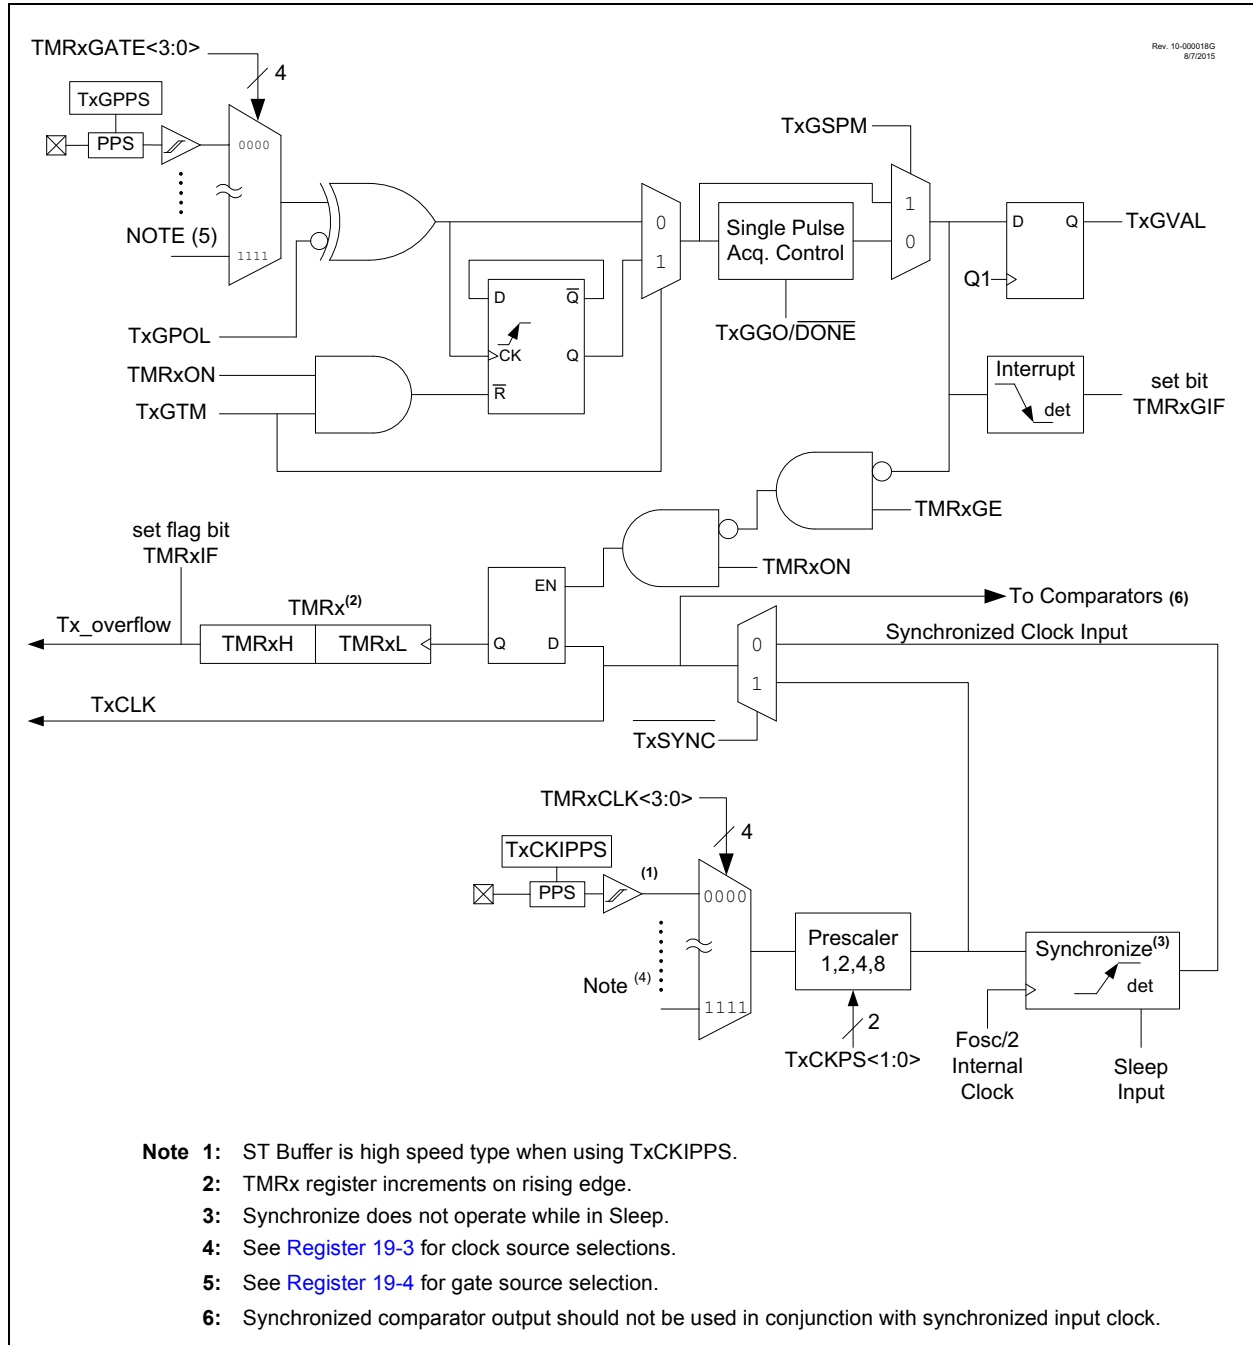 Rev. 10-000018G
8/7/2015
TMRxGATE<3:0>
4
TxGPPS
PPS
0000
NOTE (5)
1111
TxGPOL
TMRxON
TxGTM
D
Q
CK
Q
R
0
1
Single Pulse
Acq. Control
TxGGO/DONE
TxGSPM
1
0
D
Q
Q1
TxGVAL
Interrupt
det
set bit
TMRxGIF
TMRxGE
TMRxON
set flag bit
TMRxIF
Tx_overflow
TMRx(2)
TMRxH
TMRxL
EN
Q
D
To Comparators (6)
Synchronized Clock Input
0
1
TxCLK
TxSYNC
TMRxCLK<3:0>
4
TxCKIPPS
PPS
(1)
0000
Note (4)
1111
Prescaler
1,2,4,8
2
TxCKPS<1:0>
Synchronize(3)
det
Fosc/2
Internal
Clock
Sleep
Input
Note 1: ST Buffer is high speed type when using TxCKIPPS.
2: TMRx register increments on rising edge.
3: Synchronize does not operate while in Sleep.
4: See Register 19-3 for clock source selections.
5: See Register 19-4 for gate source selection.
6: Synchronized comparator output should not be used in conjunction with synchronized input clock.